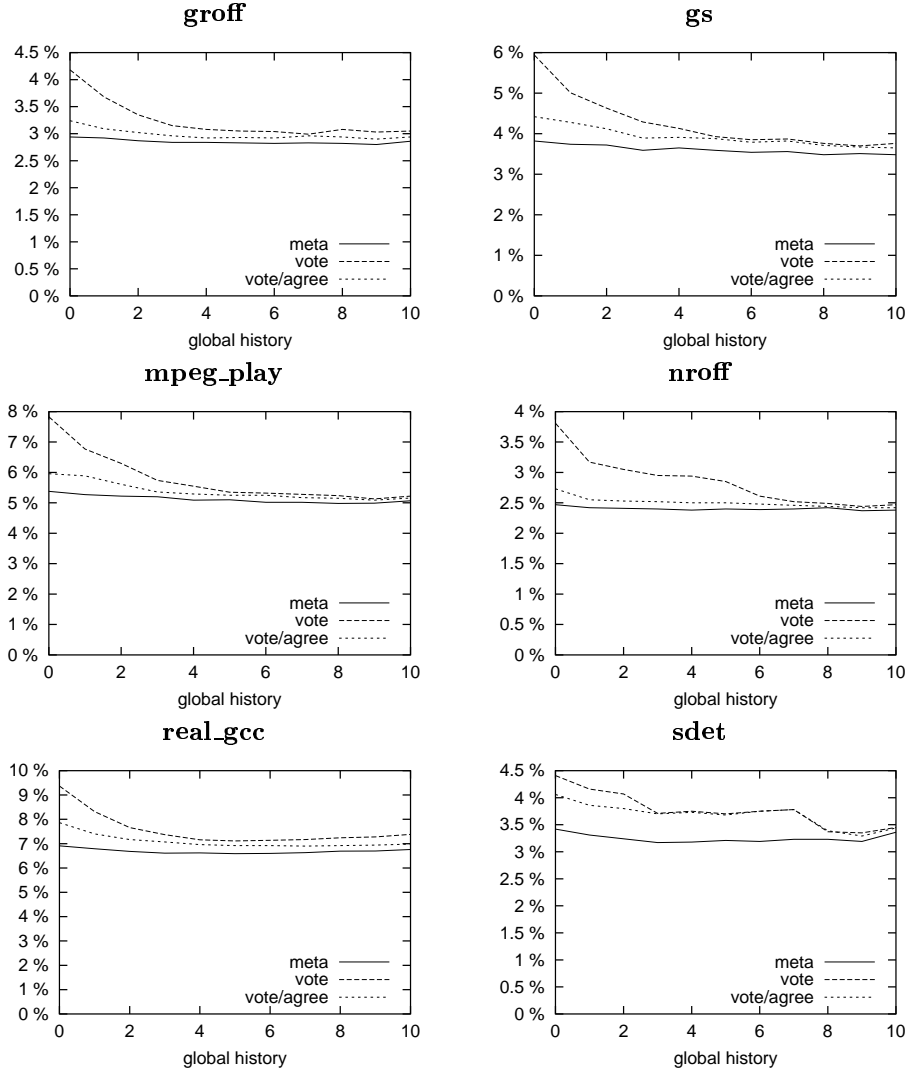 groff
4.5 %
4 %
3.5 %
3 %
2.5 %
2 %
1.5 %
1 %
0.5 %
0 %
meta
vote
vote/agree
0 2 4 6 8 10
global history
gs
6 %
5 %
4 %
3 %
2 %
1 %
0 %
meta
vote
vote/agree
0 2 4 6 8 10
global history
mpeg_play
8 %
7 %
6 %
5 %
4 %
3 %
2 %
1 %
0 %
meta
vote
vote/agree
0 2 4 6 8 10
global history
nroff
4 %
3.5 %
3 %
2.5 %
2 %
1.5 %
1 %
0.5 %
0 %
meta
vote
vote/agree
0 2 4 6 8 10
global history
real_gcc
10 %
9 %
8 %
7 %
6 %
5 %
4 %
3 %
2 %
1 %
0 %
meta
vote
vote/agree
0 2 4 6 8 10
global history
sdet
4.5 %
4 %
3.5 %
3 %
2.5 %
2 %
1.5 %
1 %
0.5 %
0 %
meta
vote
vote/agree
0 2 4 6 8 10
global history